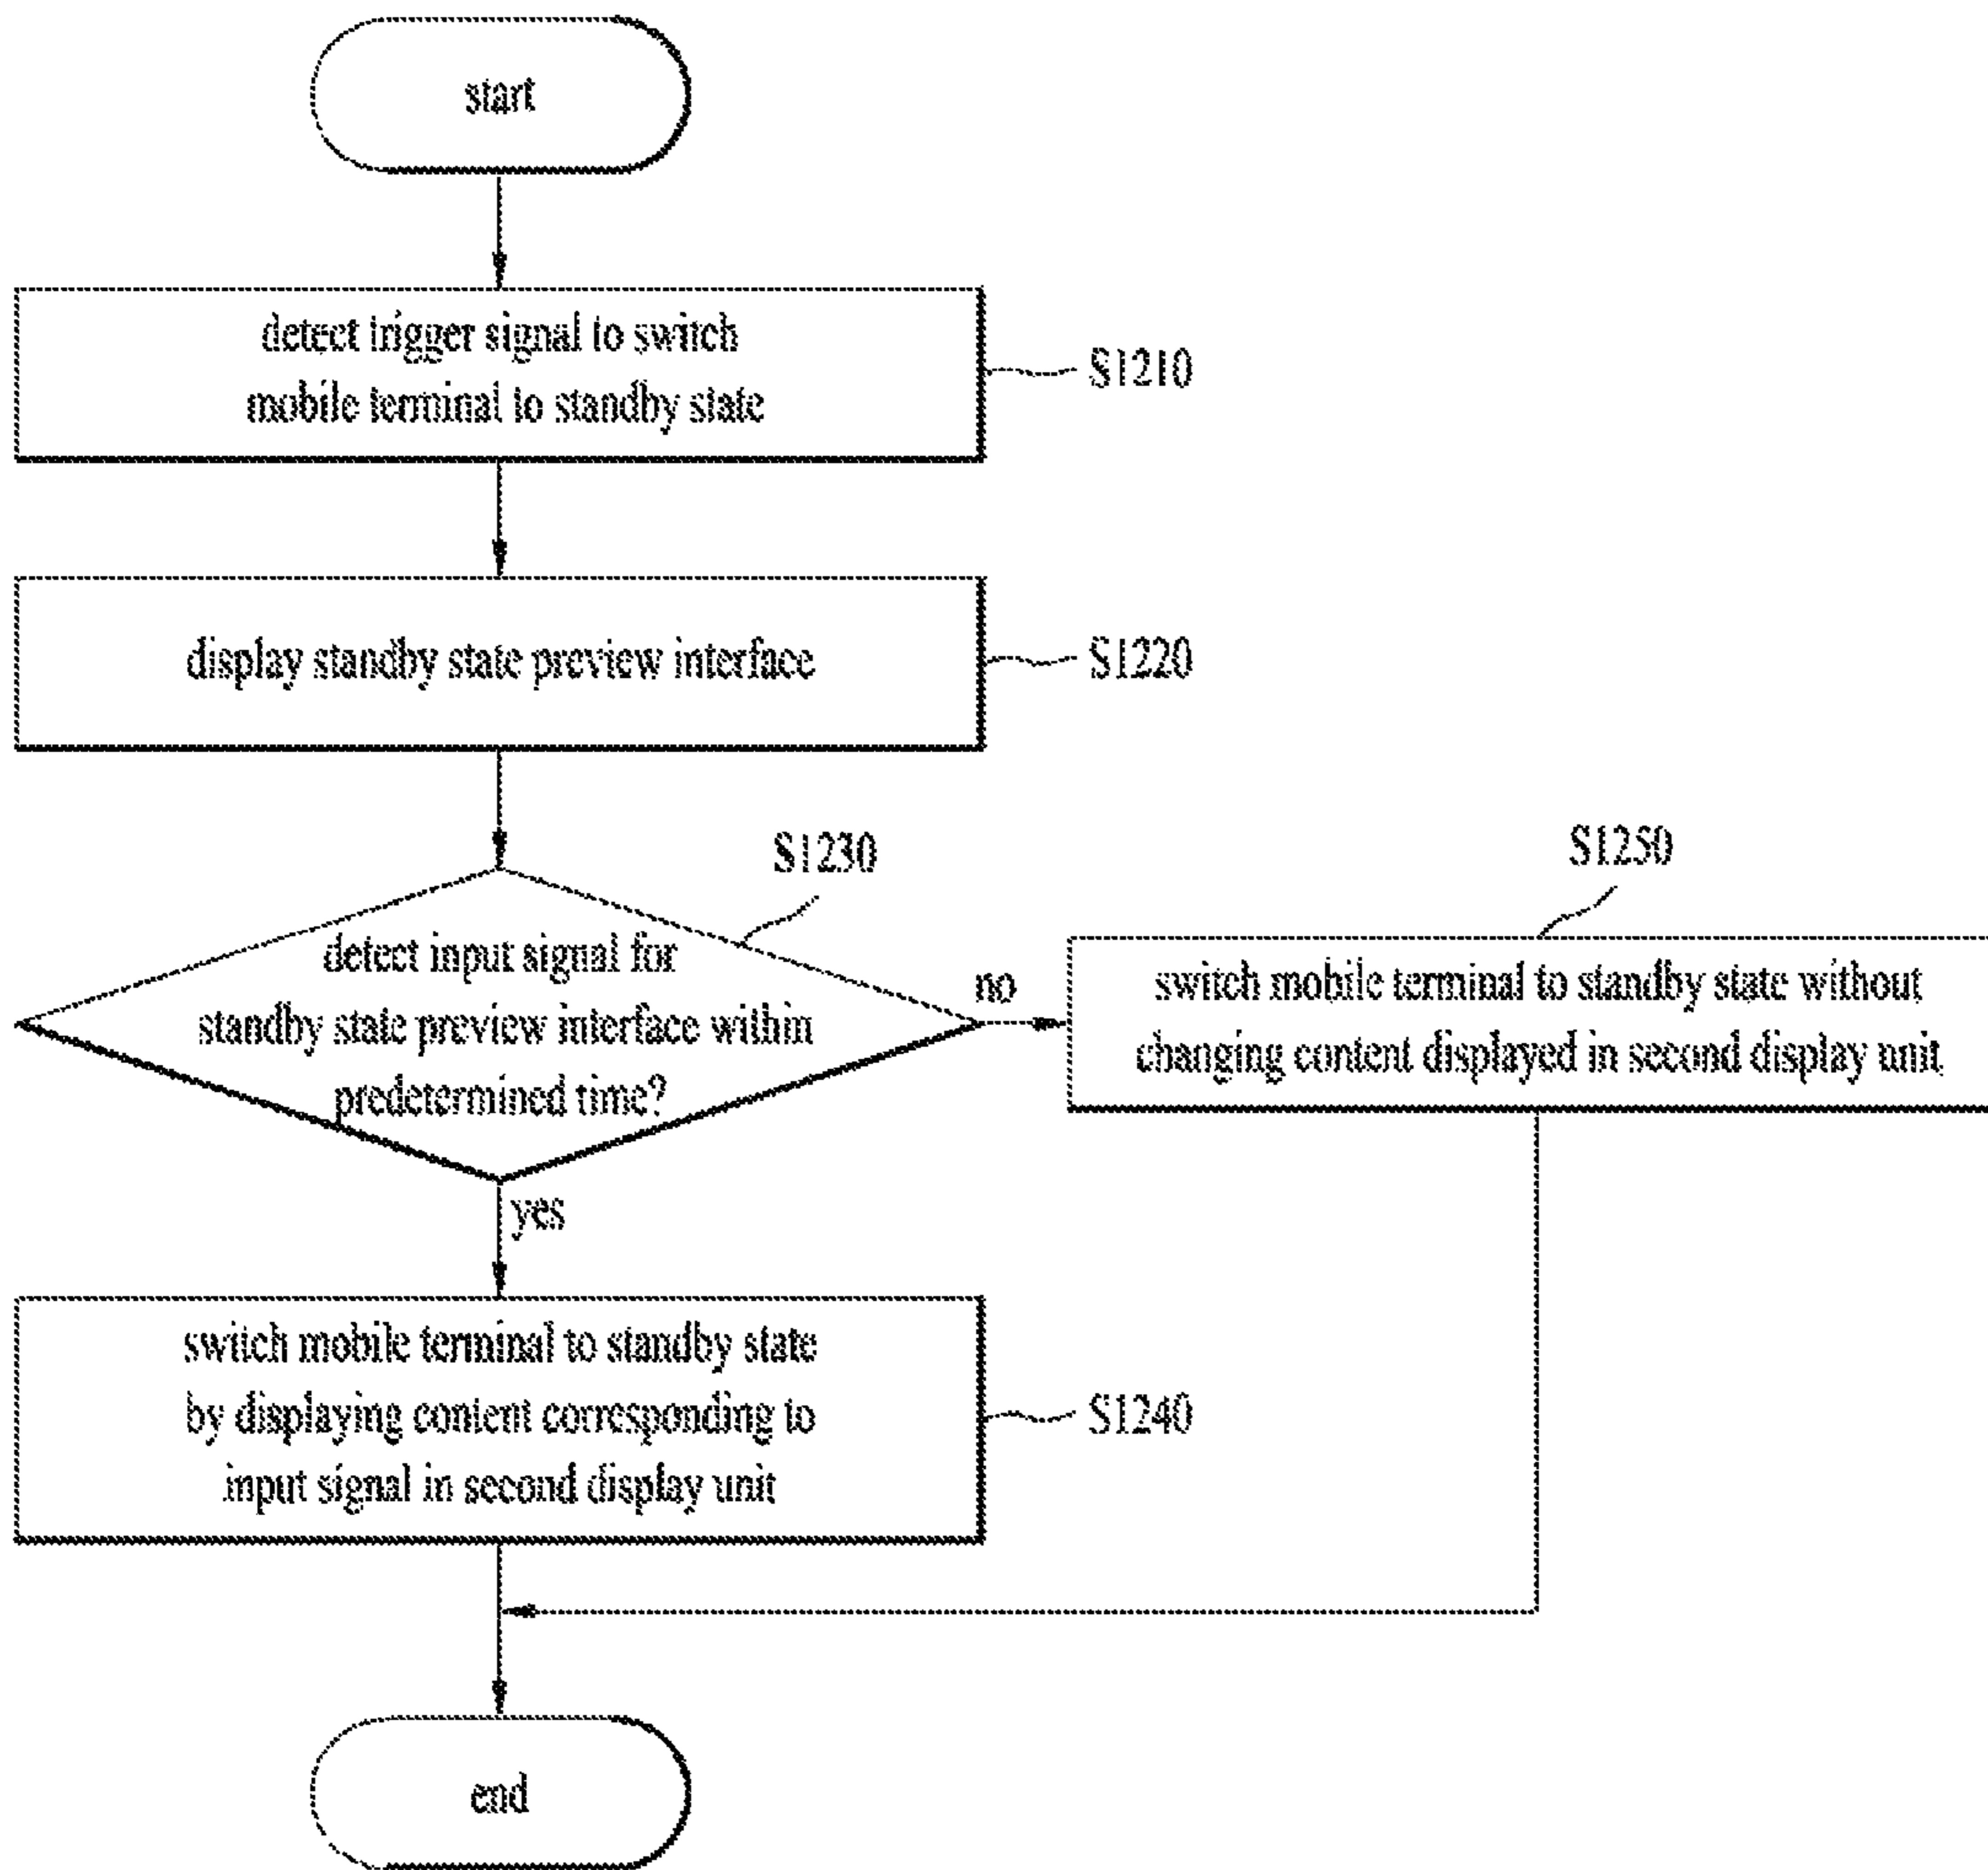 start
detect trigger signal to switch
mobile terminal to standby state
S1210
display standby state preview interface
S1220
S1230
detect input signal for
standby state preview interface within
predetermined time?
no
yes
S1250
switch mobile terminal to standby state without
changing content displayed in second display unit
switch mobile terminal to standby state
by displaying content corresponding to
input signal in second display unit
S1240
end